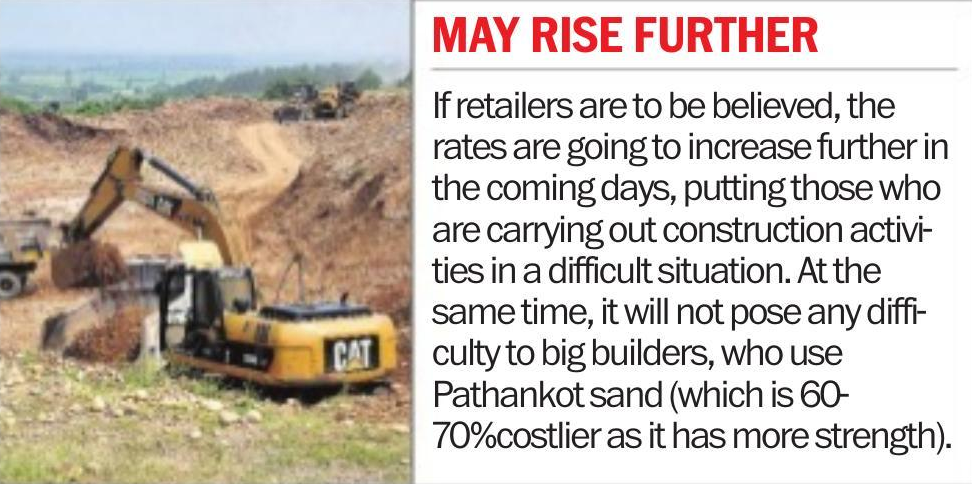 MAY RISE FURTHER
If retailers are to be believed, the
rates are going to increase further in
the coming days, putting those who
are carrying out construction activi-
ties in a difficult situation. At the
same time, it will not pose any diffi-
culty to big builders, who use
Pathankot sand (which is 60-
70%costlier as it has more strength).
CAT